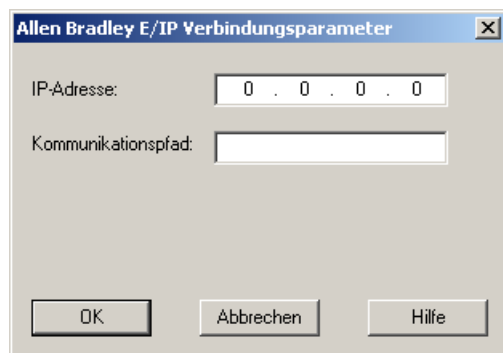 Allen Bradley E/IP Verbindungsparameter
IP-Adresse: 0 . 0 . 0 . 0
Kommunikationspfad:
OK Abbrechen Hilfe